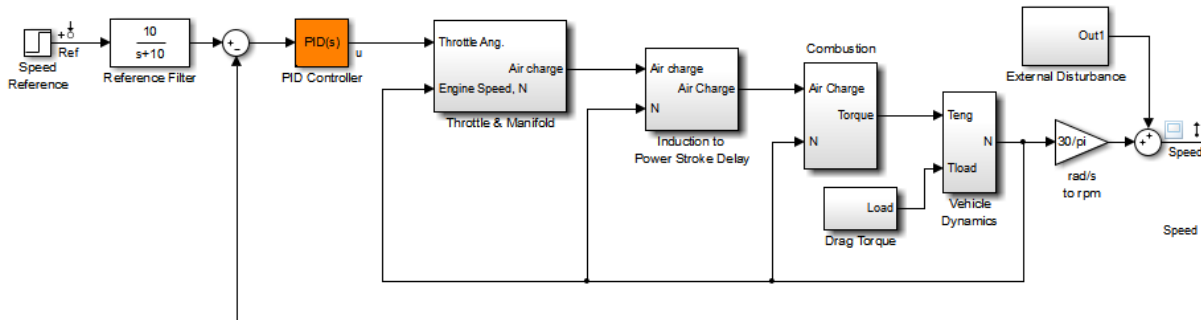 Speed
Reference
Ref
10
s+10
Reference Filter
+
−
PID(s)
u
PID Controller
Throttle Ang.
Air charge
Engine Speed, N
Throttle & Manifold
Air charge
Air Charge
N
Induction to
Power Stroke Delay
Combustion
Air Charge
Torque
N
Load
Drag Torque
Teng
N
Tload
Vehicle
Dynamics
30/pi
rad/s
to rpm
Out1
External Disturbance
+
+
Speed
Speed